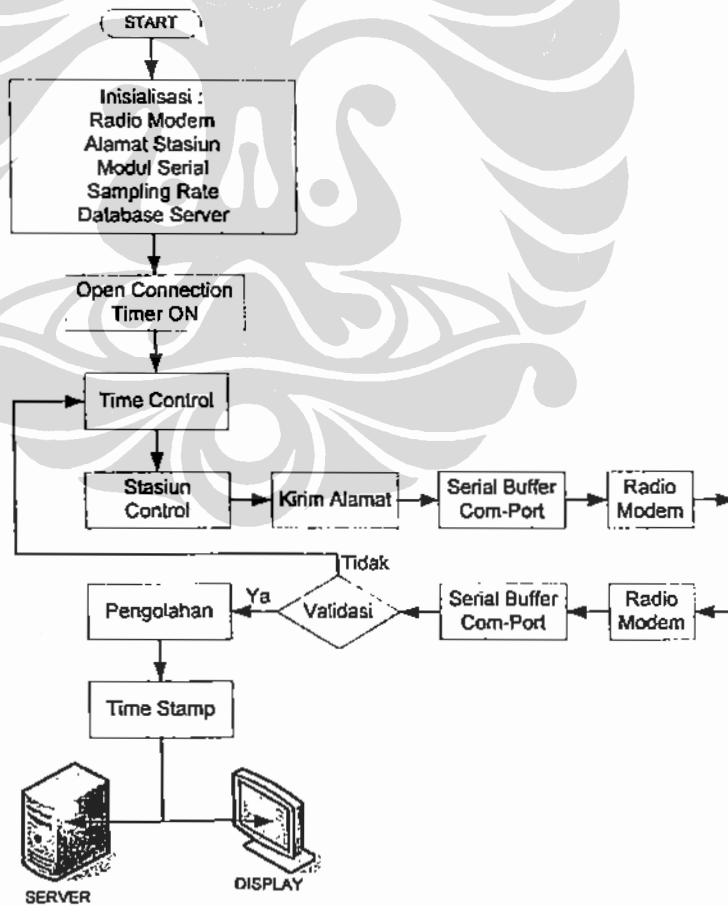 START
Inisialisasi :
Radio Modem
Alamat Stasiun
Modul Serial
Sampling Rate
Database Server
Open Connection
Timer ON
Time Control
Stasiun
Control
Kirim Alamat
Serial Buffer
Com-Port
Radio
Modem
Tidak
Pengolahan
Ya
Validasi
Serial Buffer
Com-Port
Radio
Modem
Time Stamp
SERVER
DISPLAY